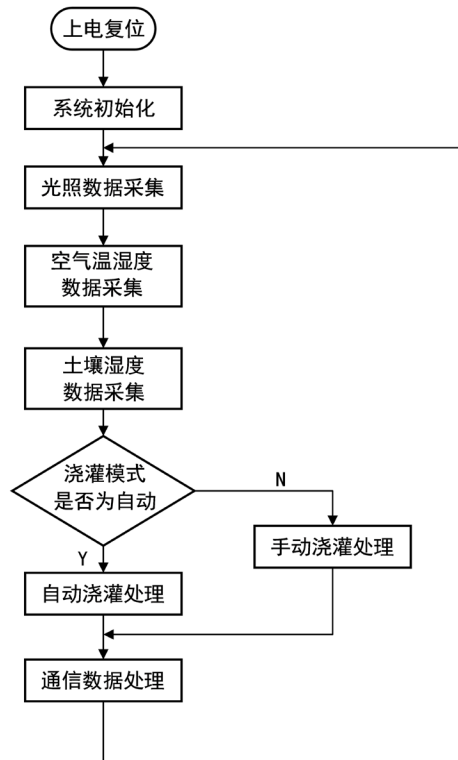 上电复位
系统初始化
光照数据采集
空气温湿度
数据采集
土壤湿度
数据采集
浇灌模式
是否为自动
N
手动浇灌处理
Y
自动浇灌处理
通信数据处理